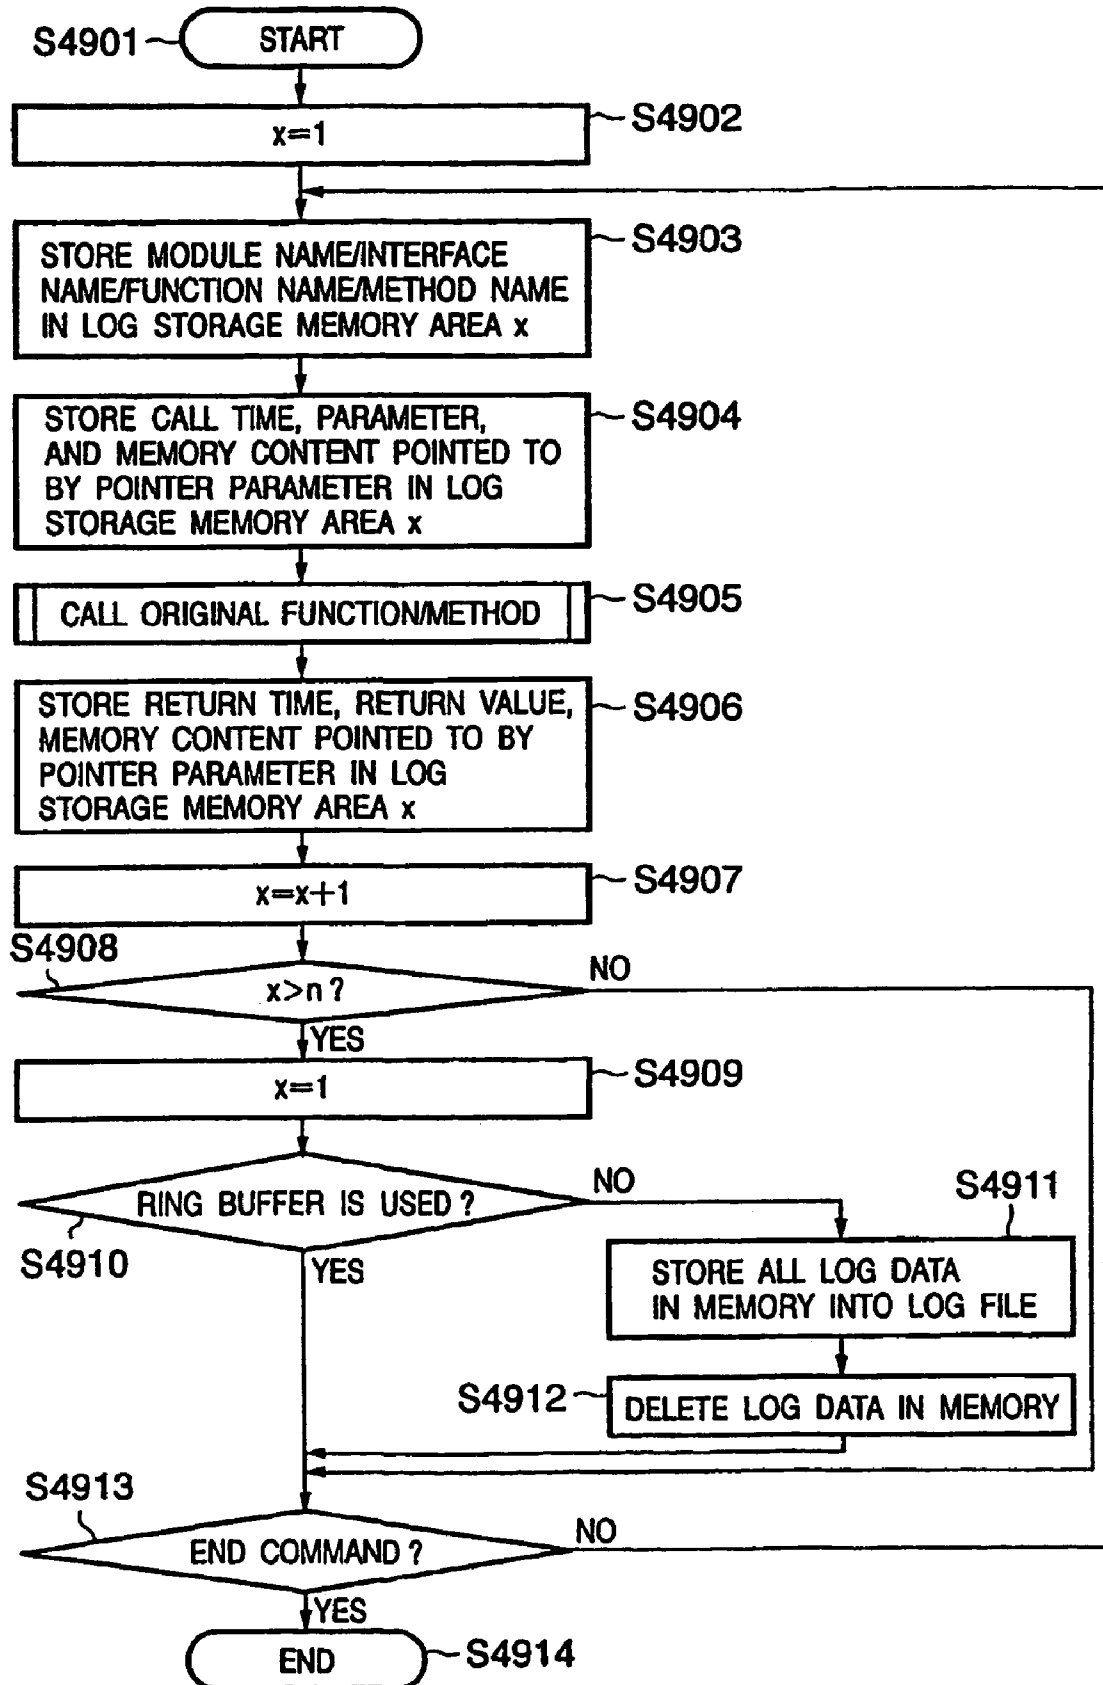 S4901
START
x=1
S4902
STORE MODULE NAME/INTERFACE
NAME/FUNCTION NAME/METHOD NAME
IN LOG STORAGE MEMORY AREA x
S4903
STORE CALL TIME, PARAMETER,
AND MEMORY CONTENT POINTED TO
BY POINTER PARAMETER IN LOG
STORAGE MEMORY AREA x
S4904
CALL ORIGINAL FUNCTION/METHOD
S4905
STORE RETURN TIME, RETURN VALUE,
MEMORY CONTENT POINTED TO BY
POINTER PARAMETER IN LOG
STORAGE MEMORY AREA x
S4906
x=x+1
S4907
S4908
x>n?
NO
YES
x=1
S4909
RING BUFFER IS USED?
NO
S4910
YES
S4911
STORE ALL LOG DATA
IN MEMORY INTO LOG FILE
S4912
DELETE LOG DATA IN MEMORY
S4913
END COMMAND?
NO
YES
END
S4914